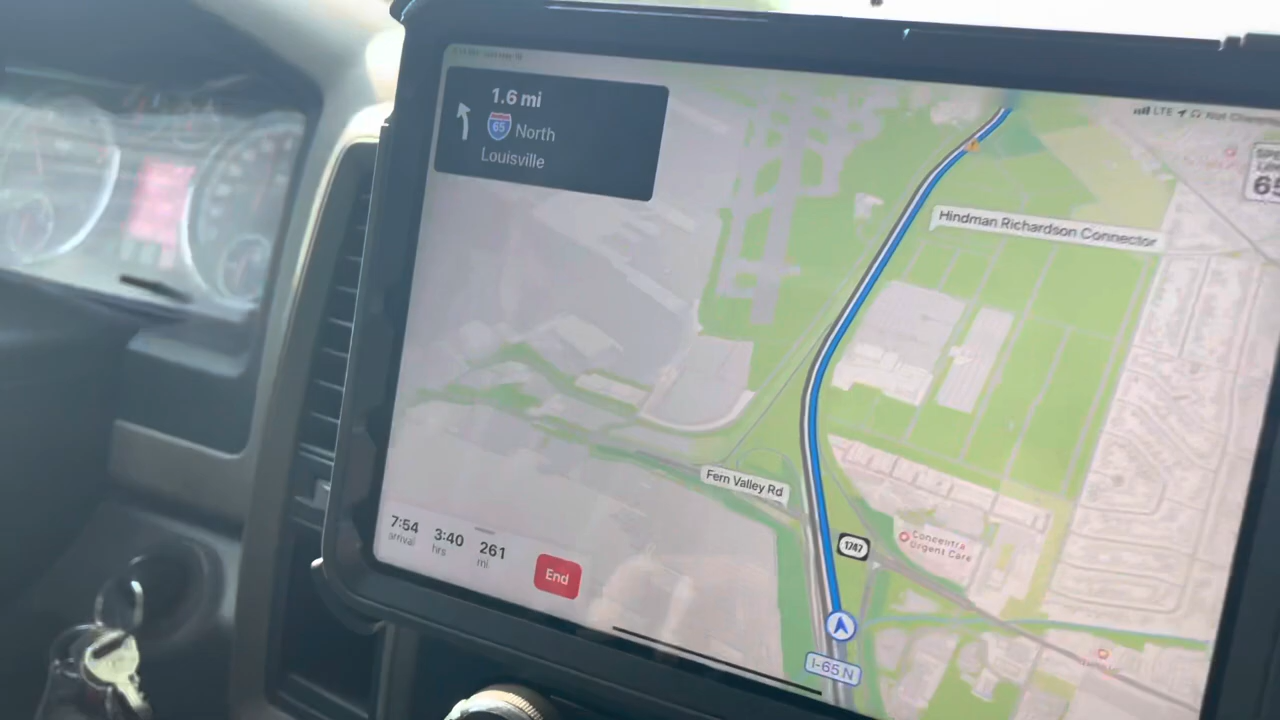 1.6 mi
65 North
Louisville
LTE
SPEED
65
Hindman Richardson Connector
Fern Valley Rd
1747
Concentra
Urgent Care
7:54
arrival
3:40
hrs
261
mi
End
I-65 N